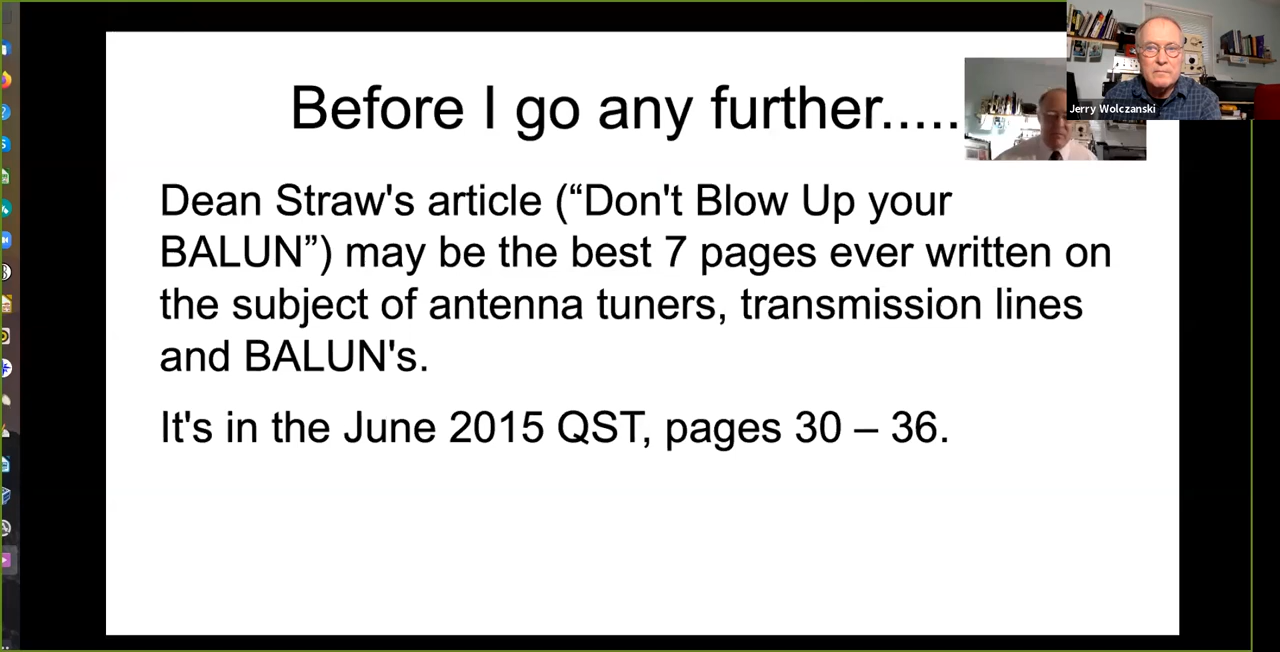 Before I go any further.....
Jerry Wolczanski
Dean Straw's article (“Don't Blow Up your
BALUN”) may be the best 7 pages ever written on
the subject of antenna tuners, transmission lines
and BALUN's.
It's in the June 2015 QST, pages 30 – 36.